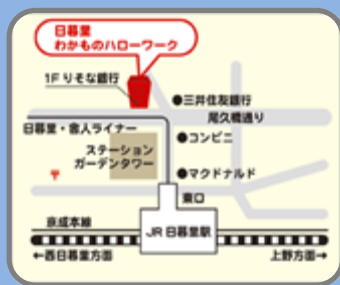 日暮里
わかものハローワーク
1F りそな銀行
●三井住友銀行
尾久橋通り
日暮里・舎人ライナー
●コンビニ
ステーション
ガーデンタワー
●マクドナルド
〒
東口
京成本線
JR 日暮里駅
←西日暮里方面
上野方面→